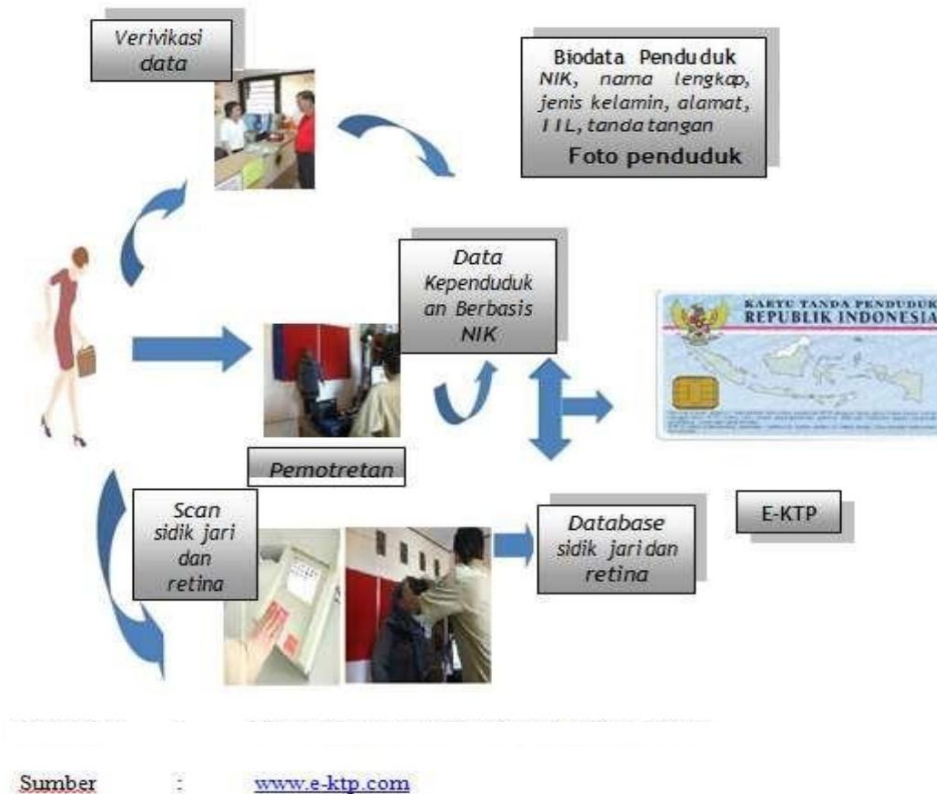 Verivikasi
data
Biodata Penduduk
NIK, nama lengkap,
jenis kelamin, alamat,
TTL, tanda tangan
Foto penduduk
Data
Kependuduk
an Berbasis
NIK
KARTU TANDA PENDUDUK
REPUBLIK INDONESIA
Pemotretan
Scan
sidik jari
dan
retina
Database
sidik jari dan
retina
E-KTP
Sumber : www.e-ktp.com